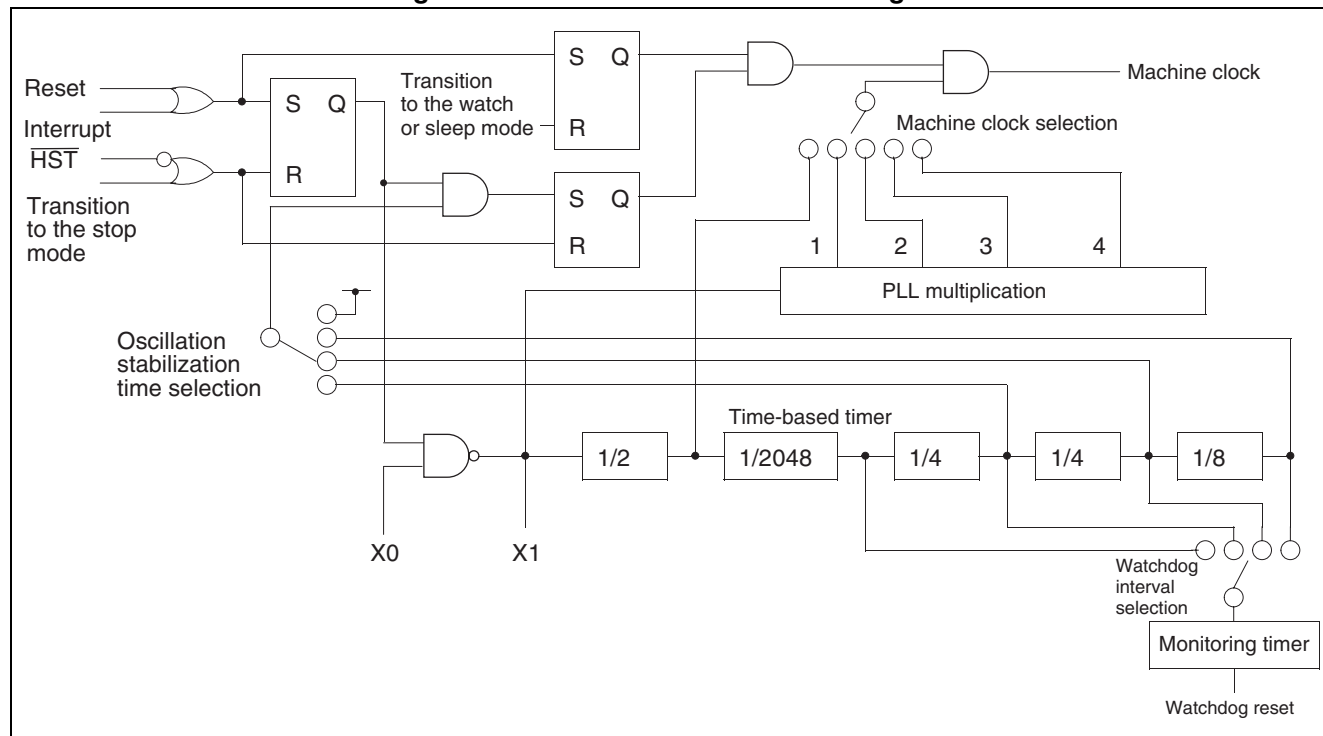 Reset
Interrupt
HST
Transition
to the stop
mode
S Q
R
Transition
to the watch
or sleep mode
S Q
R
S Q
R
Machine clock
Machine clock selection
1 2 3 4
PLL multiplication
Oscillation
stabilization
time selection
Time-based timer
1/2
1/2048
1/4
1/4
1/8
X0
X1
Watchdog
interval
selection
Monitoring timer
Watchdog reset